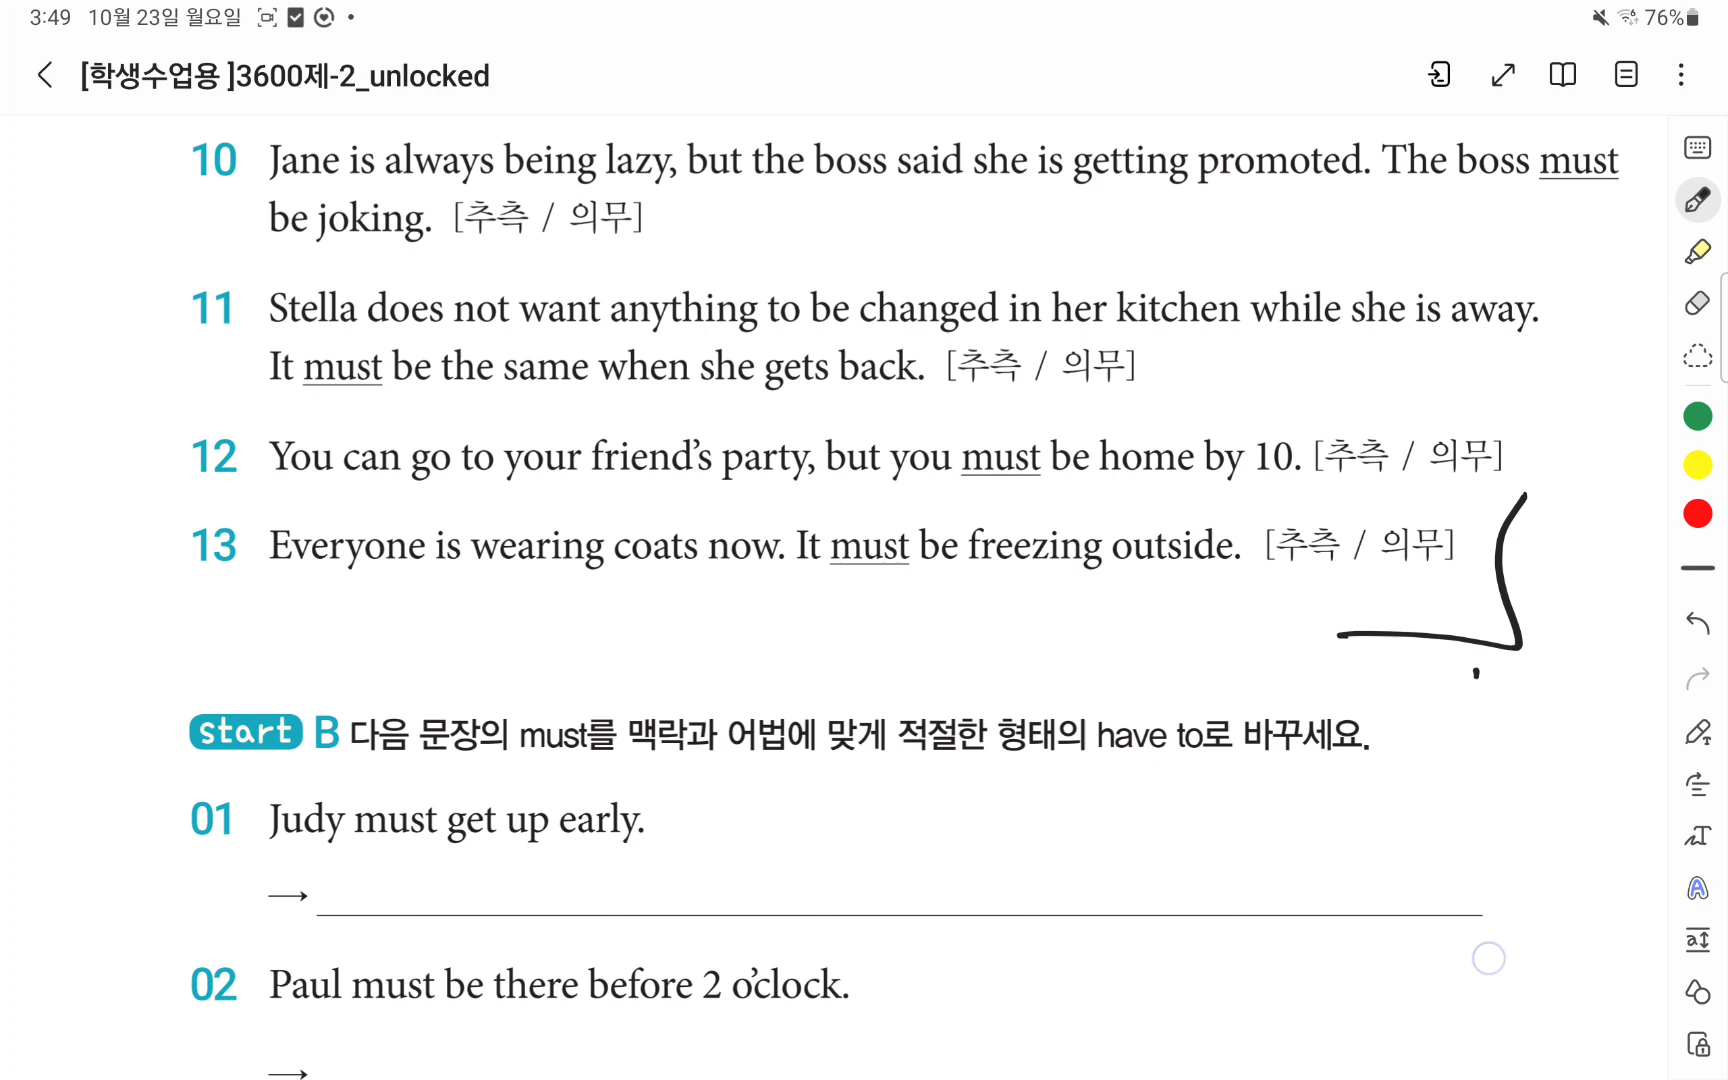 3:49 10월 23일 월요일
76%
[학생수업용 ]3600제-2_unlocked
10 Jane is always being lazy, but the boss said she is getting promoted. The boss must
be joking. [추측 / 의무]
11 Stella does not want anything to be changed in her kitchen while she is away.
It must be the same when she gets back. [추측 / 의무]
12 You can go to your friend’s party, but you must be home by 10. [추측 / 의무]
13 Everyone is wearing coats now. It must be freezing outside. [추측 / 의무]
start B 다음 문장의 must를 맥락과 어법에 맞게 적절한 형태의 have to로 바꾸세요.
01 Judy must get up early.
→
02 Paul must be there before 2 o’clock.
→